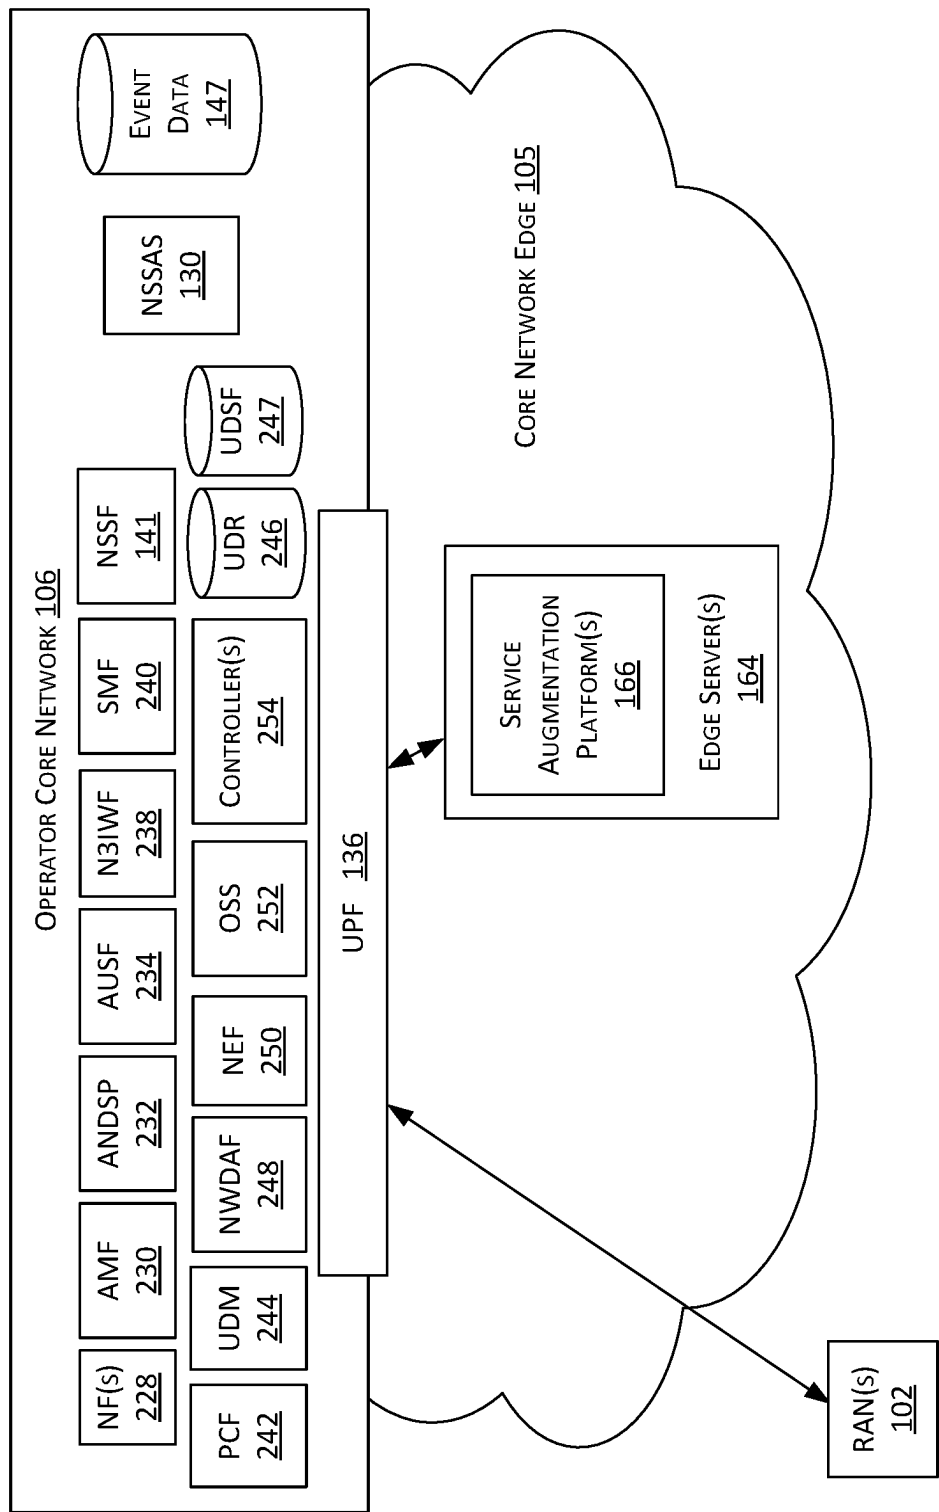 OPERATOR CORE NETWORK 106
NF(s)
228
AMF
230
ANDSP
232
AUSF
234
N3IWF
238
SMF
240
NSSF
141
NSSAS
130
EVENT
DATA
147
PCF
242
UDM
244
NWDAF
248
NEF
250
OSS
252
CONTROLLER(S)
254
UDR
246
UDSF
247
UPF 136
CORE NETWORK EDGE 105
SERVICE
AUGMENTATION
PLATFORM(S)
166
EDGE SERVER(S)
164
RAN(S)
102